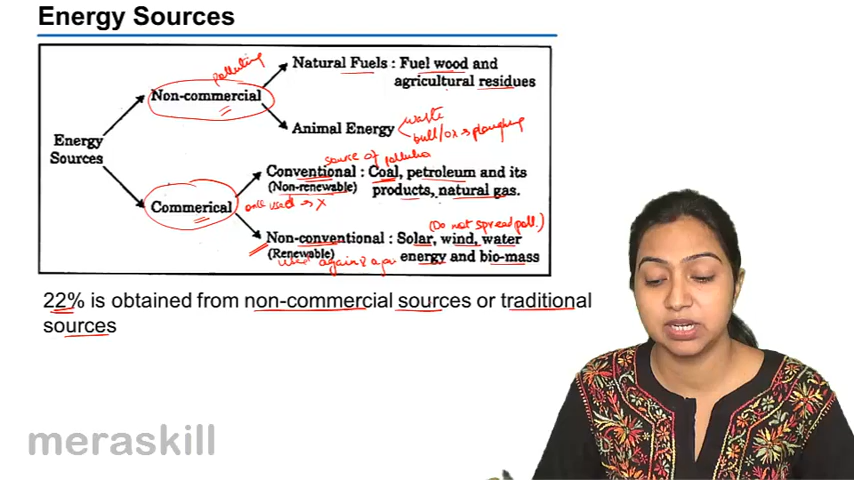 Energy Sources
polluting
Natural Fuels : Fuel wood and
agricultural residues
Non-commercial
Animal Energy
waste
bull/ox → ploughing
Energy
Sources
source of pollution
Conventional : Coal, petroleum and its
(Non-renewable) products, natural gas.
Commerical
once used → x
(Do not spread poll.)
Non-conventional : Solar, wind, water
(Renewable) energy and bio-mass
used again &
22% is obtained from non-commercial sources or traditional
sources
meraskill